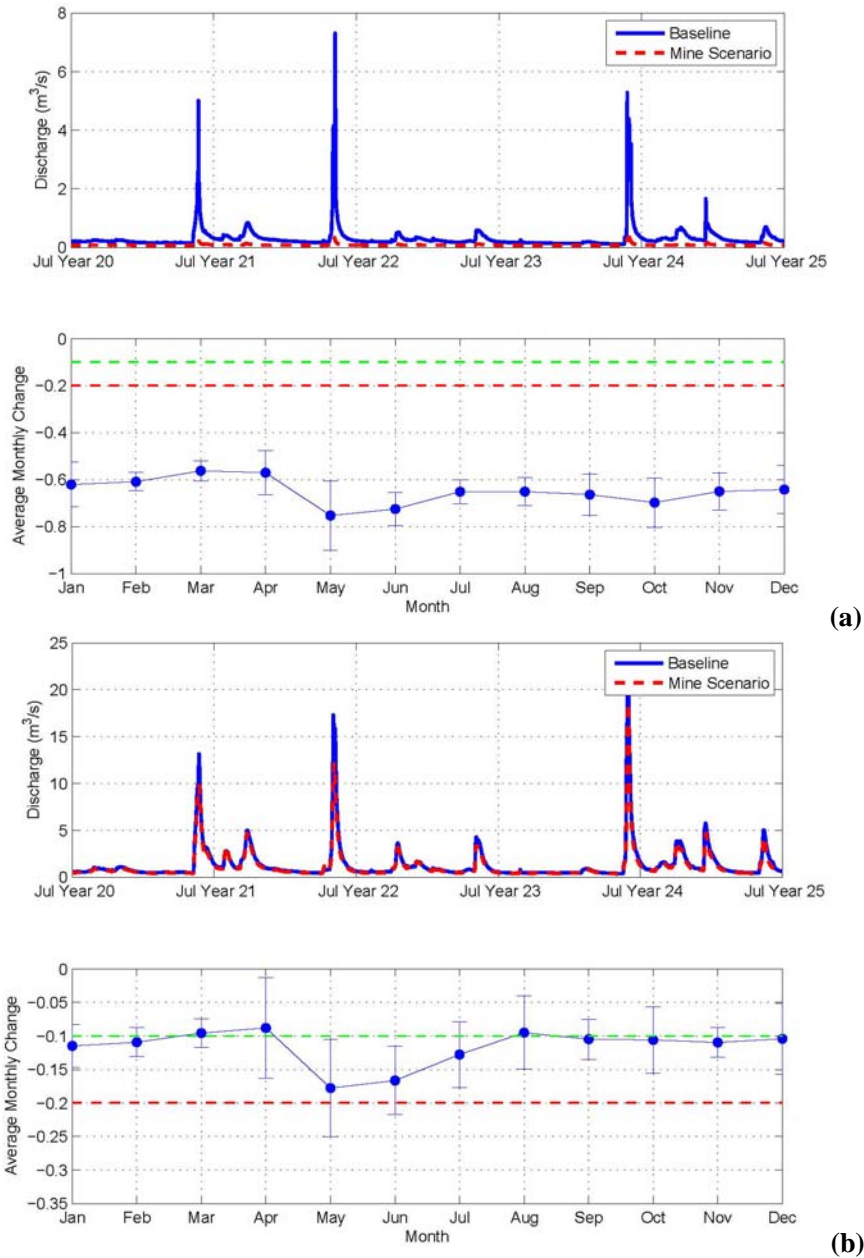 8
6
4
2
0
Discharge (m³/s)
Baseline
Mine Scenario
Jul Year 20 Jul Year 21 Jul Year 22 Jul Year 23 Jul Year 24 Jul Year 25
0
−0.2
−0.4
−0.6
−0.8
−1
Average Monthly Change
Jan Feb Mar Apr May Jun Jul Aug Sep Oct Nov Dec
Month
(a)
25
20
15
10
5
0
Discharge (m³/s)
Baseline
Mine Scenario
Jul Year 20 Jul Year 21 Jul Year 22 Jul Year 23 Jul Year 24 Jul Year 25
0
−0.05
−0.1
−0.15
−0.2
−0.25
−0.3
−0.35
Average Monthly Change
Jan Feb Mar Apr May Jun Jul Aug Sep Oct Nov Dec
Month
(b)